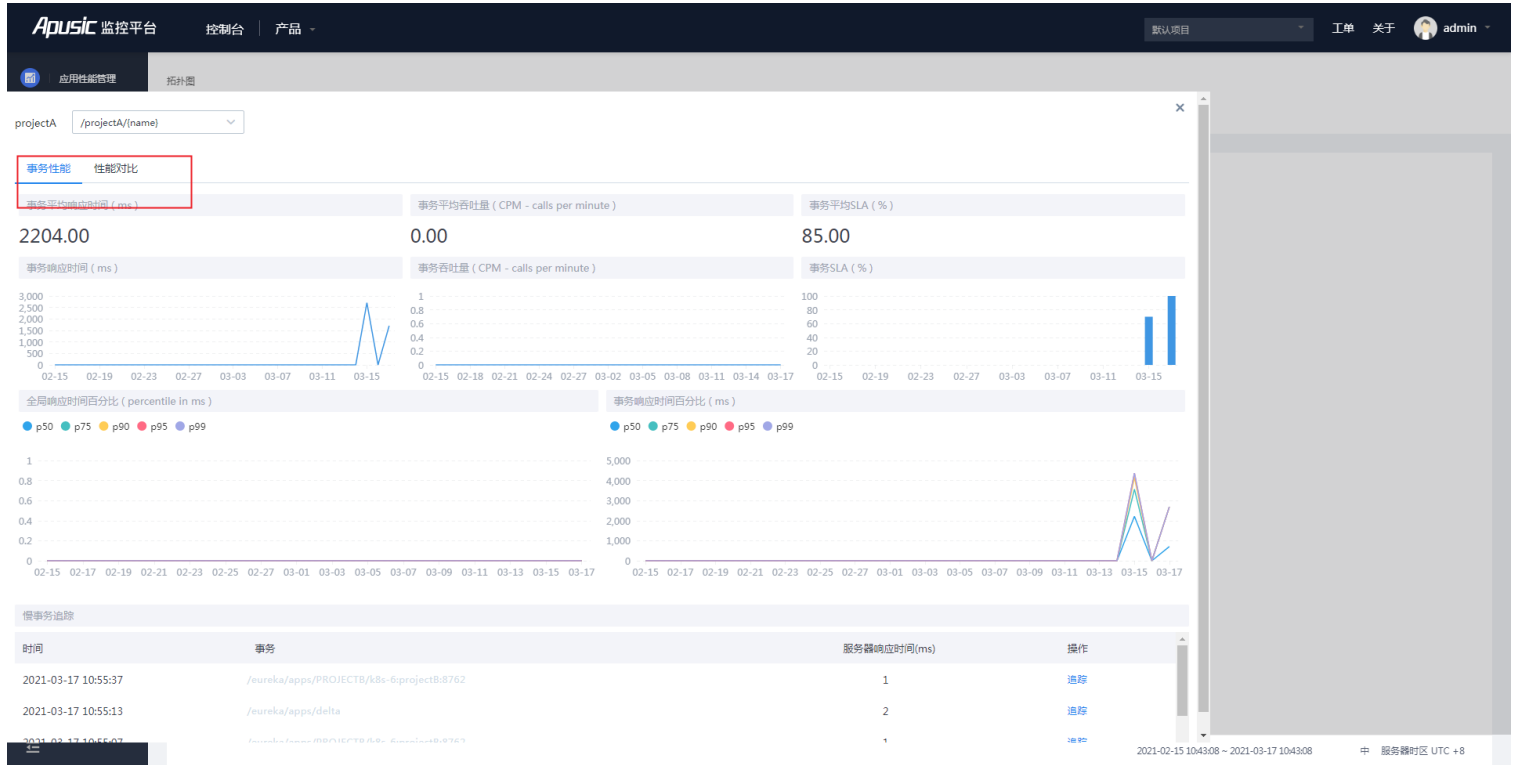 Apusic 监控平台 控制台 产品 默认项目 工单 关于 admin
应用性能管理 拓扑图
projectA /projectA/{name}
事务性能 性能对比
事务平均响应时间 ( ms ) 事务平均吞吐量 ( CPM - calls per minute ) 事务平均SLA ( % )
2204.00 0.00 85.00
事务响应时间 ( ms ) 事务吞吐量 ( CPM - calls per minute ) 事务SLA ( % )
3,000 1 100
2,500 0.8 80
2,000 0.6 60
1,500 0.4 40
1,000 0.2 20
500 0 0
0
02-15 02-19 02-23 02-27 03-03 03-07 03-11 03-15 02-15 02-18 02-21 02-24 02-27 03-02 03-05 03-08 03-11 03-14 03-17 02-15 02-19 02-23 02-27 03-03 03-07 03-11 03-15
全局响应时间百分比 ( percentile in ms ) 事务响应时间百分比 ( ms )
p50 p75 p90 p95 p99 p50 p75 p90 p95 p99
1 5,000
0.8 4,000
0.6 3,000
0.4 2,000
0.2 1,000
0 0
02-15 02-17 02-19 02-21 02-23 02-25 02-27 03-01 03-03 03-05 03-07 03-09 03-11 03-13 03-15 03-17 02-15 02-17 02-19 02-21 02-23 02-25 02-27 03-01 03-03 03-05 03-07 03-09 03-11 03-13 03-15 03-17
慢事务追踪
时间 事务 服务器响应时间(ms) 操作
2021-03-17 10:55:37 /eureka/apps/PROJECTB/k8s-6:projectB:8762 1 追踪
2021-03-17 10:55:13 /eureka/apps/delta 2 追踪
2021-03-17 10:55:07 /eureka/apps/PROJECTB/k8s-6:projectB:8762 1 追踪
2021-02-15 10:43:08 ~ 2021-03-17 10:43:08 中 服务器时区 UTC +8